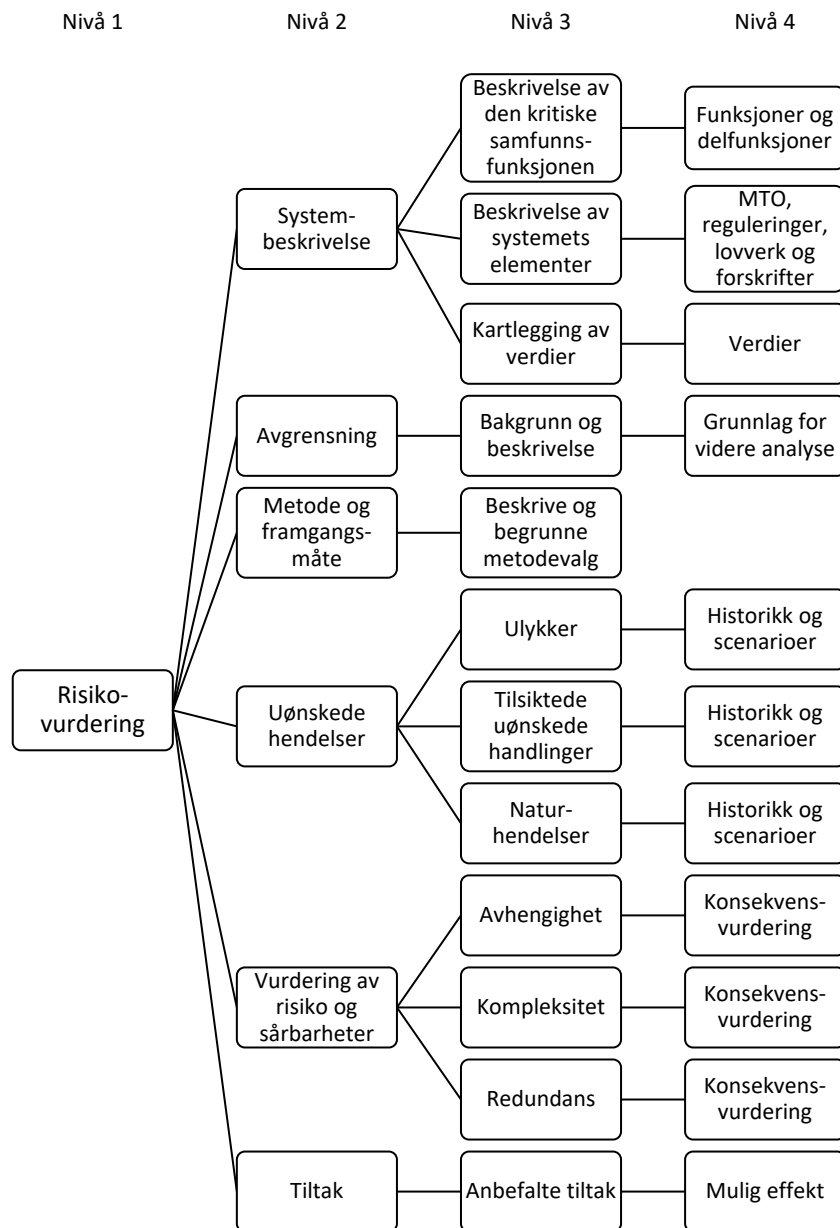 Nivå 1
Nivå 2
Nivå 3
Nivå 4
Risiko-
vurdering
System-
beskrivelse
Beskrivelse av
den kritiske
samfunns-
funksjonen
Funksjoner og
delfunksjoner
Beskrivelse av
systemets
elementer
MTO,
reguleringer,
lovverk og
forskrifter
Kartlegging av
verdier
Verdier
Avgrensning
Bakgrunn og
beskrivelse
Grunnlag for
videre analyse
Metode og
framgangs-
måte
Beskrive og
begrunne
metodevalg
Uønskede
hendelser
Ulykker
Historikk og
scenarioer
Tilsiktede
uønskede
handlinger
Historikk og
scenarioer
Natur-
hendelser
Historikk og
scenarioer
Vurdering av
risiko og
sårbarheter
Avhengighet
Konsekvens-
vurdering
Kompleksitet
Konsekvens-
vurdering
Redundans
Konsekvens-
vurdering
Tiltak
Anbefalte tiltak
Mulig effekt